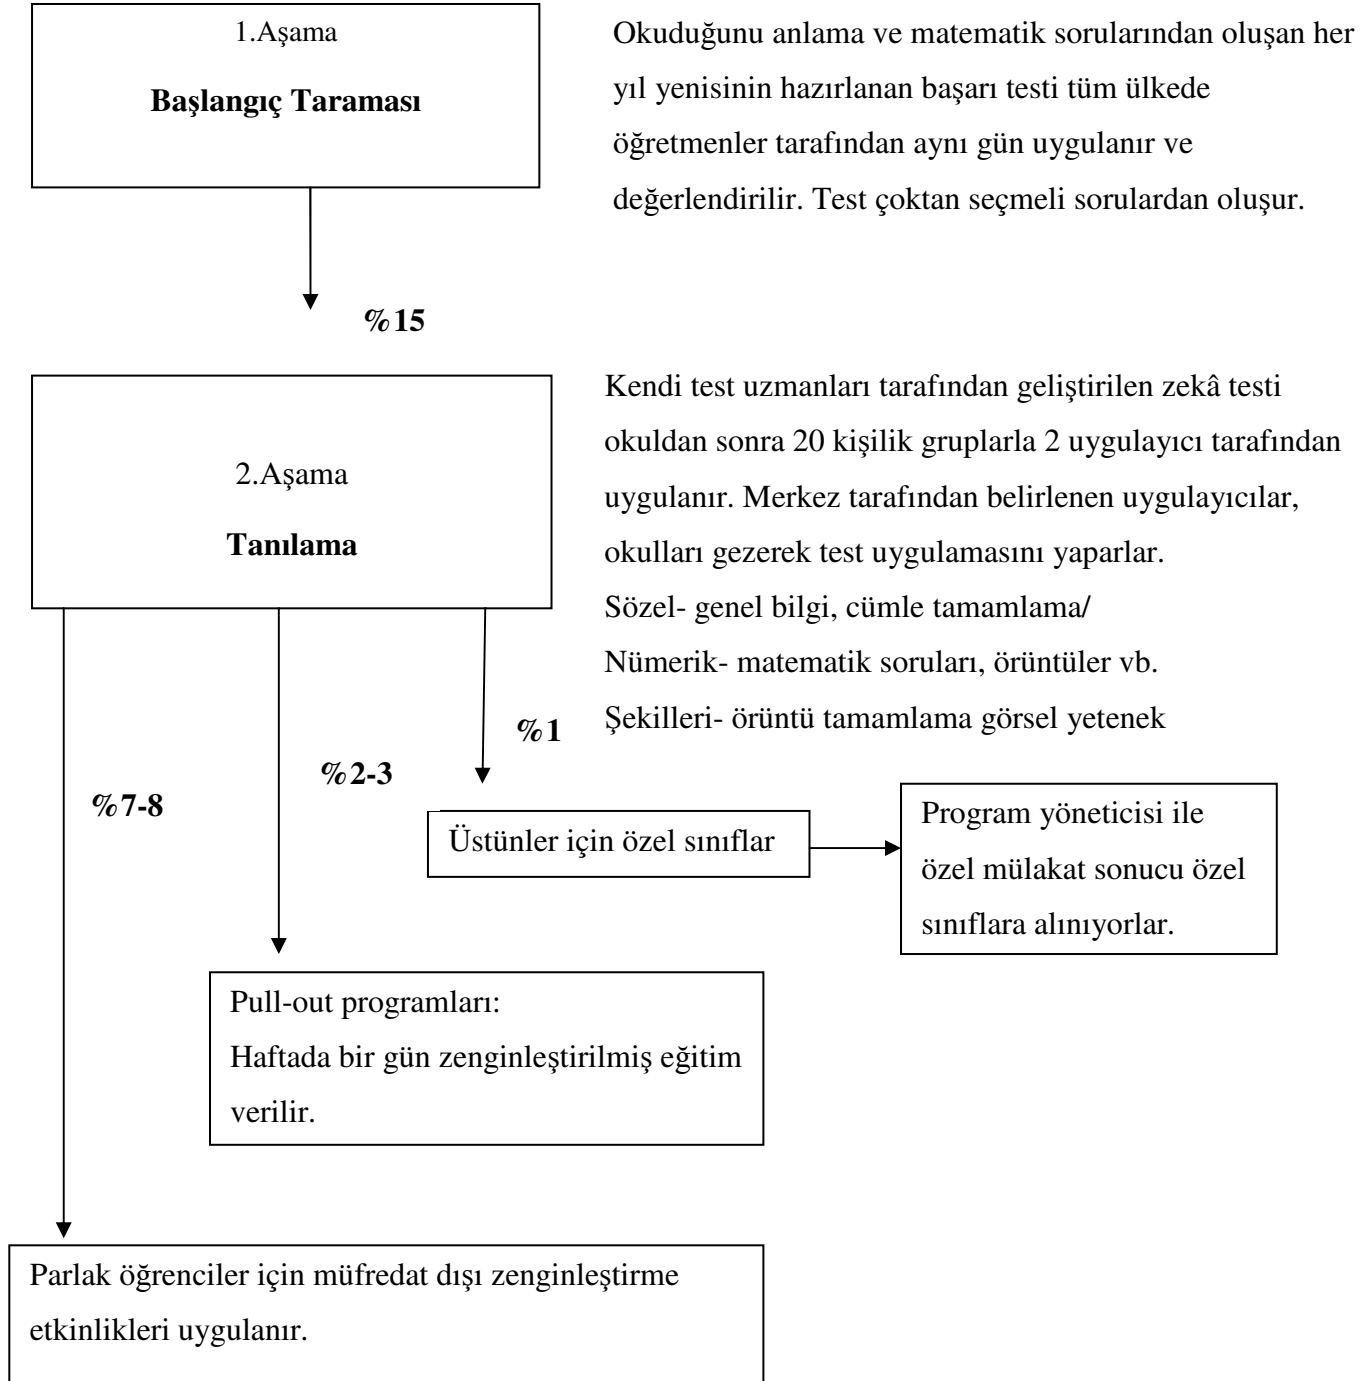 1.Aşama
Başlangıç Taraması
Okuduğunu anlama ve matematik sorularından oluşan her
yıl yenisinin hazırlanan başarı testi tüm ülkede
öğretmenler tarafından aynı gün uygulanır ve
değerlendirilir. Test çoktan seçmeli sorulardan oluşur.
%15
2.Aşama
Tanılama
Kendi test uzmanları tarafından geliştirilen zekâ testi
okuldan sonra 20 kişilik gruplarla 2 uygulayıcı tarafından
uygulanır. Merkez tarafından belirlenen uygulayıcılar,
okulları gezerek test uygulamasını yaparlar.
Sözel- genel bilgi, cümle tamamlama/
Nümerik- matematik soruları, örüntüler vb.
Şekilleri- örüntü tamamlama görsel yetenek
%1
%2-3
%7-8
Üstünler için özel sınıflar
Program yöneticisi ile
özel mülakat sonucu özel
sınıflara alınıyorlar.
Pull-out programları:
Haftada bir gün zenginleştirilmiş eğitim
verilir.
Parlak öğrenciler için müfredat dışı zenginleştirme
etkinlikleri uygulanır.